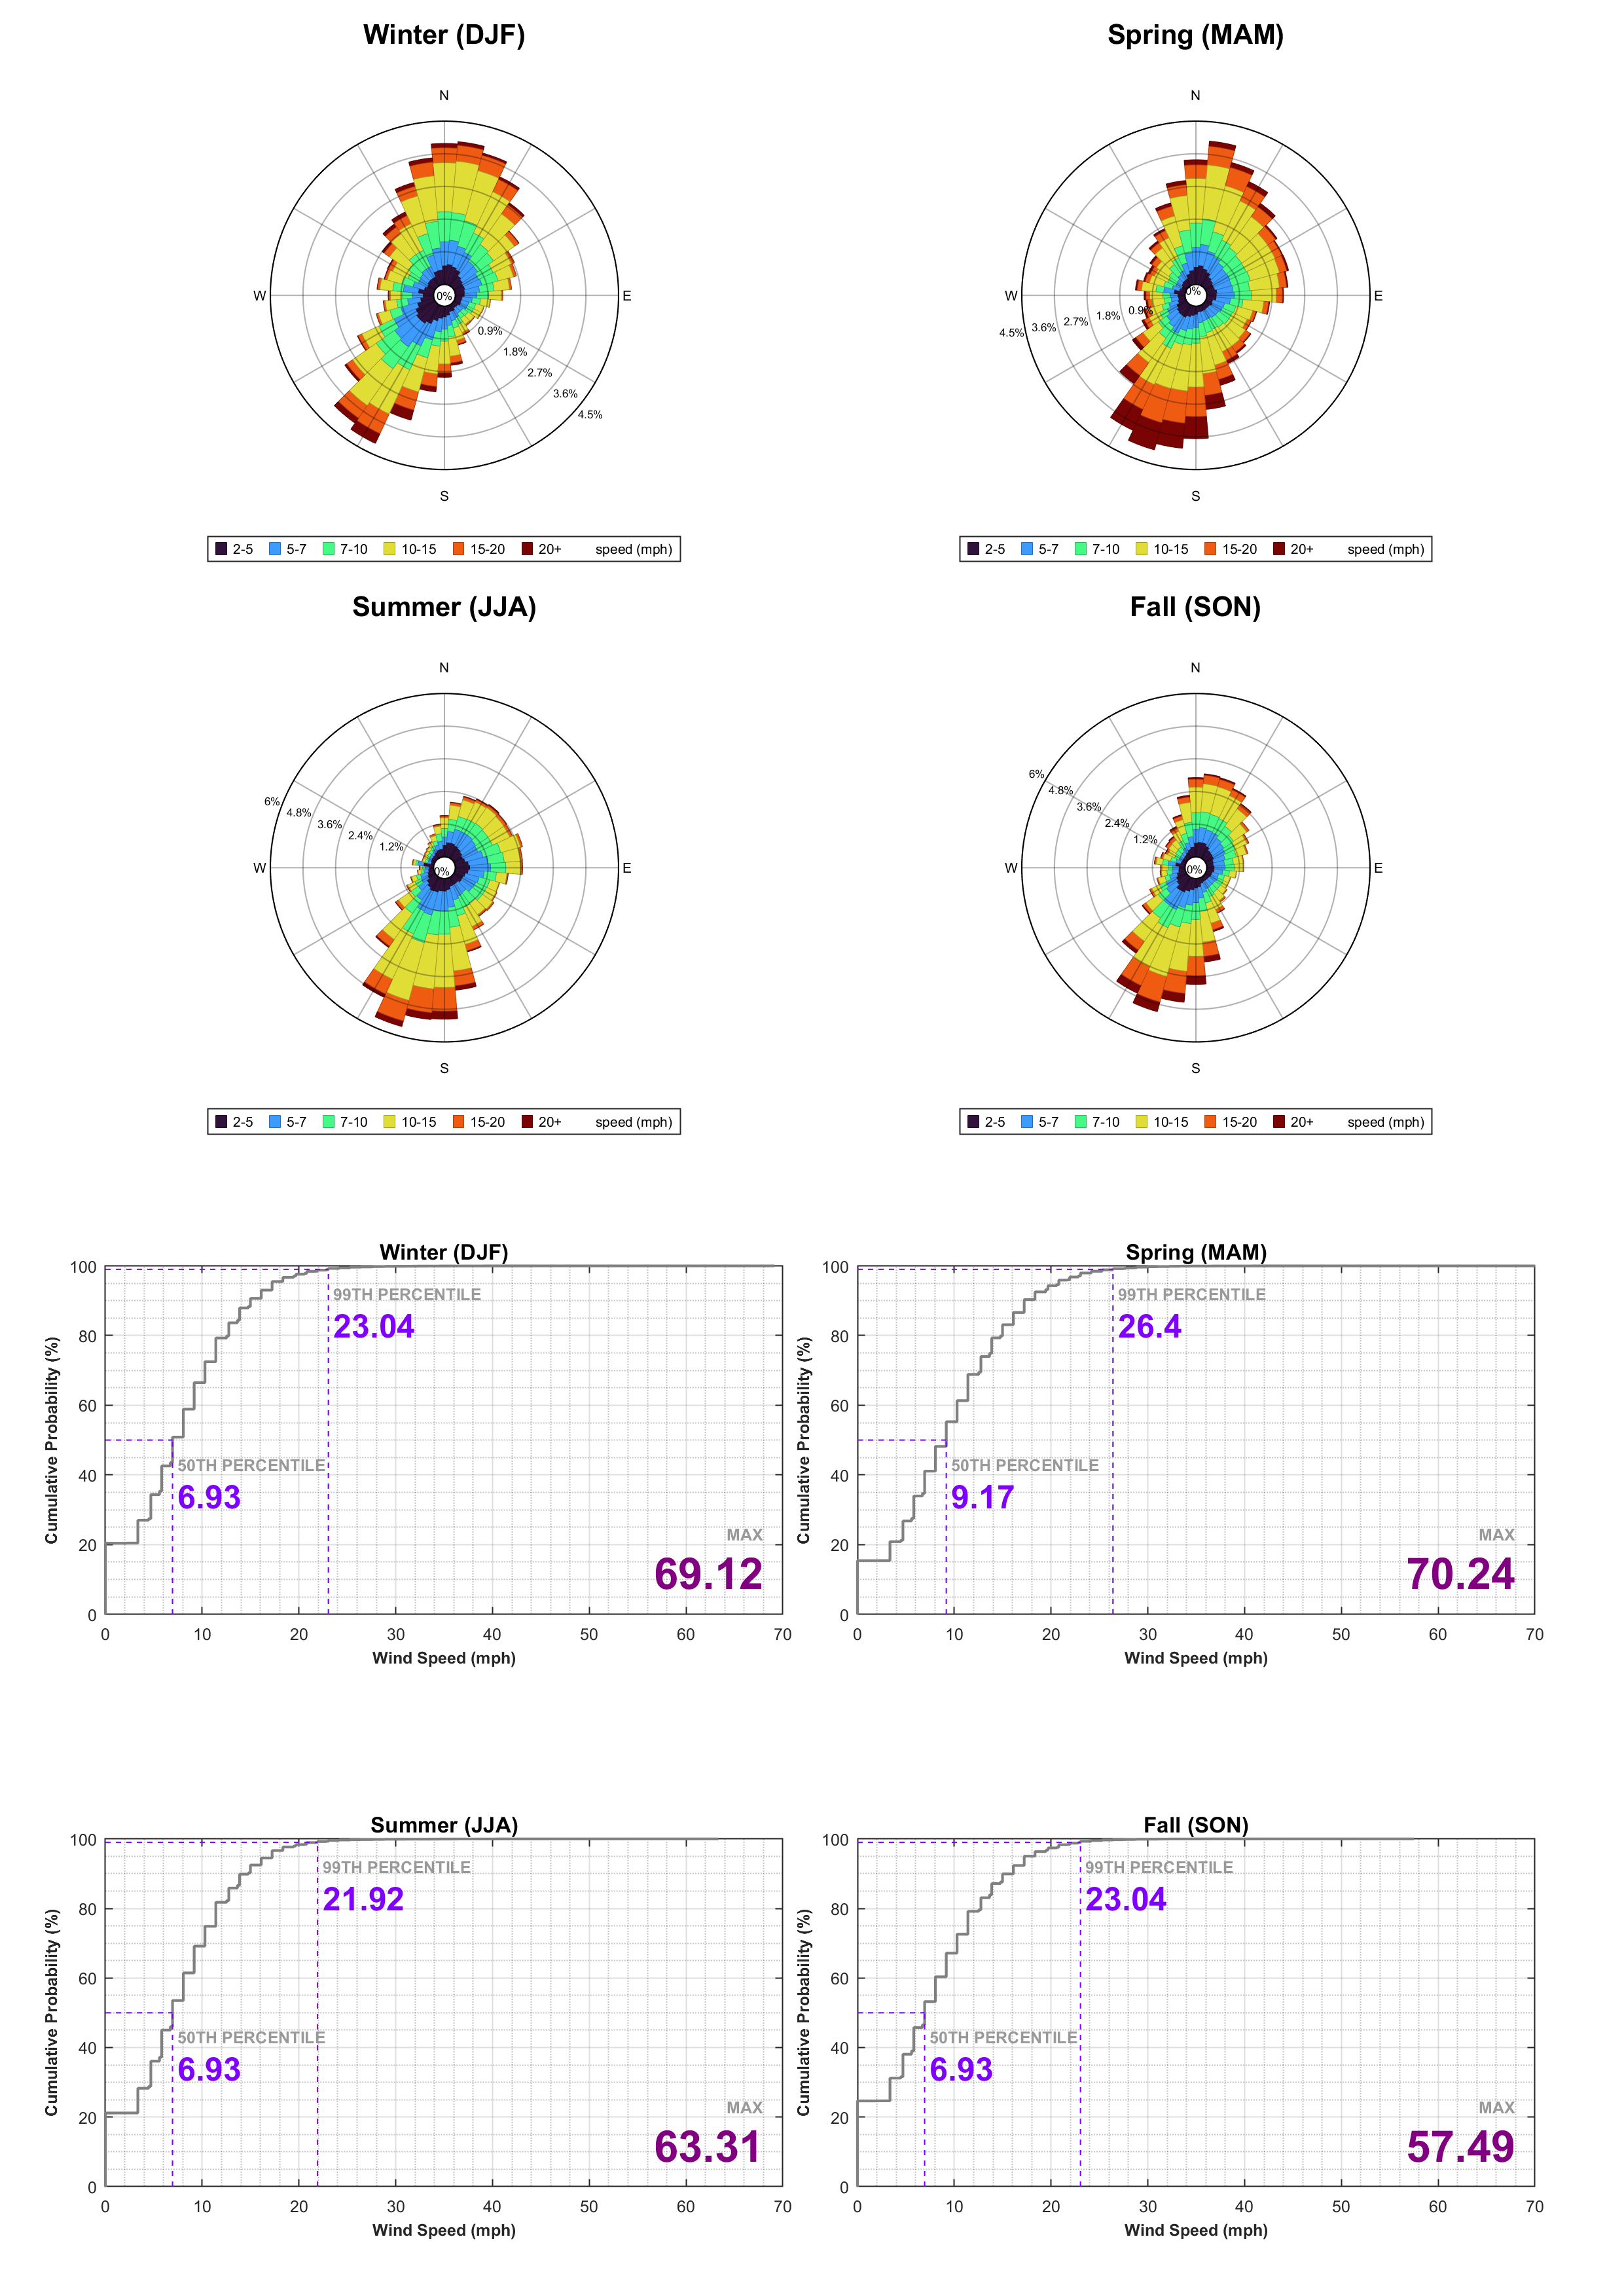 Winter (DJF)
Spring (MAM)
N
N
W
0%
E
W
0%
E
0.9%
1.8%
2.7%
3.6%
4.5%
0.9%
1.8%
2.7%
3.6%
4.5%
S
S
2-5 5-7 7-10 10-15 15-20 20+ speed (mph)
2-5 5-7 7-10 10-15 15-20 20+ speed (mph)
Summer (JJA)
Fall (SON)
N
N
6%
4.8%
3.6%
2.4%
1.2%
6%
4.8%
3.6%
2.4%
1.2%
W
0%
E
W
0%
E
S
S
2-5 5-7 7-10 10-15 15-20 20+ speed (mph)
2-5 5-7 7-10 10-15 15-20 20+ speed (mph)
Winter (DJF)
Cumulative Probability (%)
100
80
60
40
20
0
99TH PERCENTILE
23.04
50TH PERCENTILE
6.93
MAX
69.12
0 10 20 30 40 50 60 70
Wind Speed (mph)
Spring (MAM)
Cumulative Probability (%)
100
80
60
40
20
0
99TH PERCENTILE
26.4
50TH PERCENTILE
9.17
MAX
70.24
0 10 20 30 40 50 60 70
Wind Speed (mph)
Summer (JJA)
Cumulative Probability (%)
100
80
60
40
20
0
99TH PERCENTILE
21.92
50TH PERCENTILE
6.93
MAX
63.31
0 10 20 30 40 50 60 70
Wind Speed (mph)
Fall (SON)
Cumulative Probability (%)
100
80
60
40
20
0
99TH PERCENTILE
23.04
50TH PERCENTILE
6.93
MAX
57.49
0 10 20 30 40 50 60 70
Wind Speed (mph)